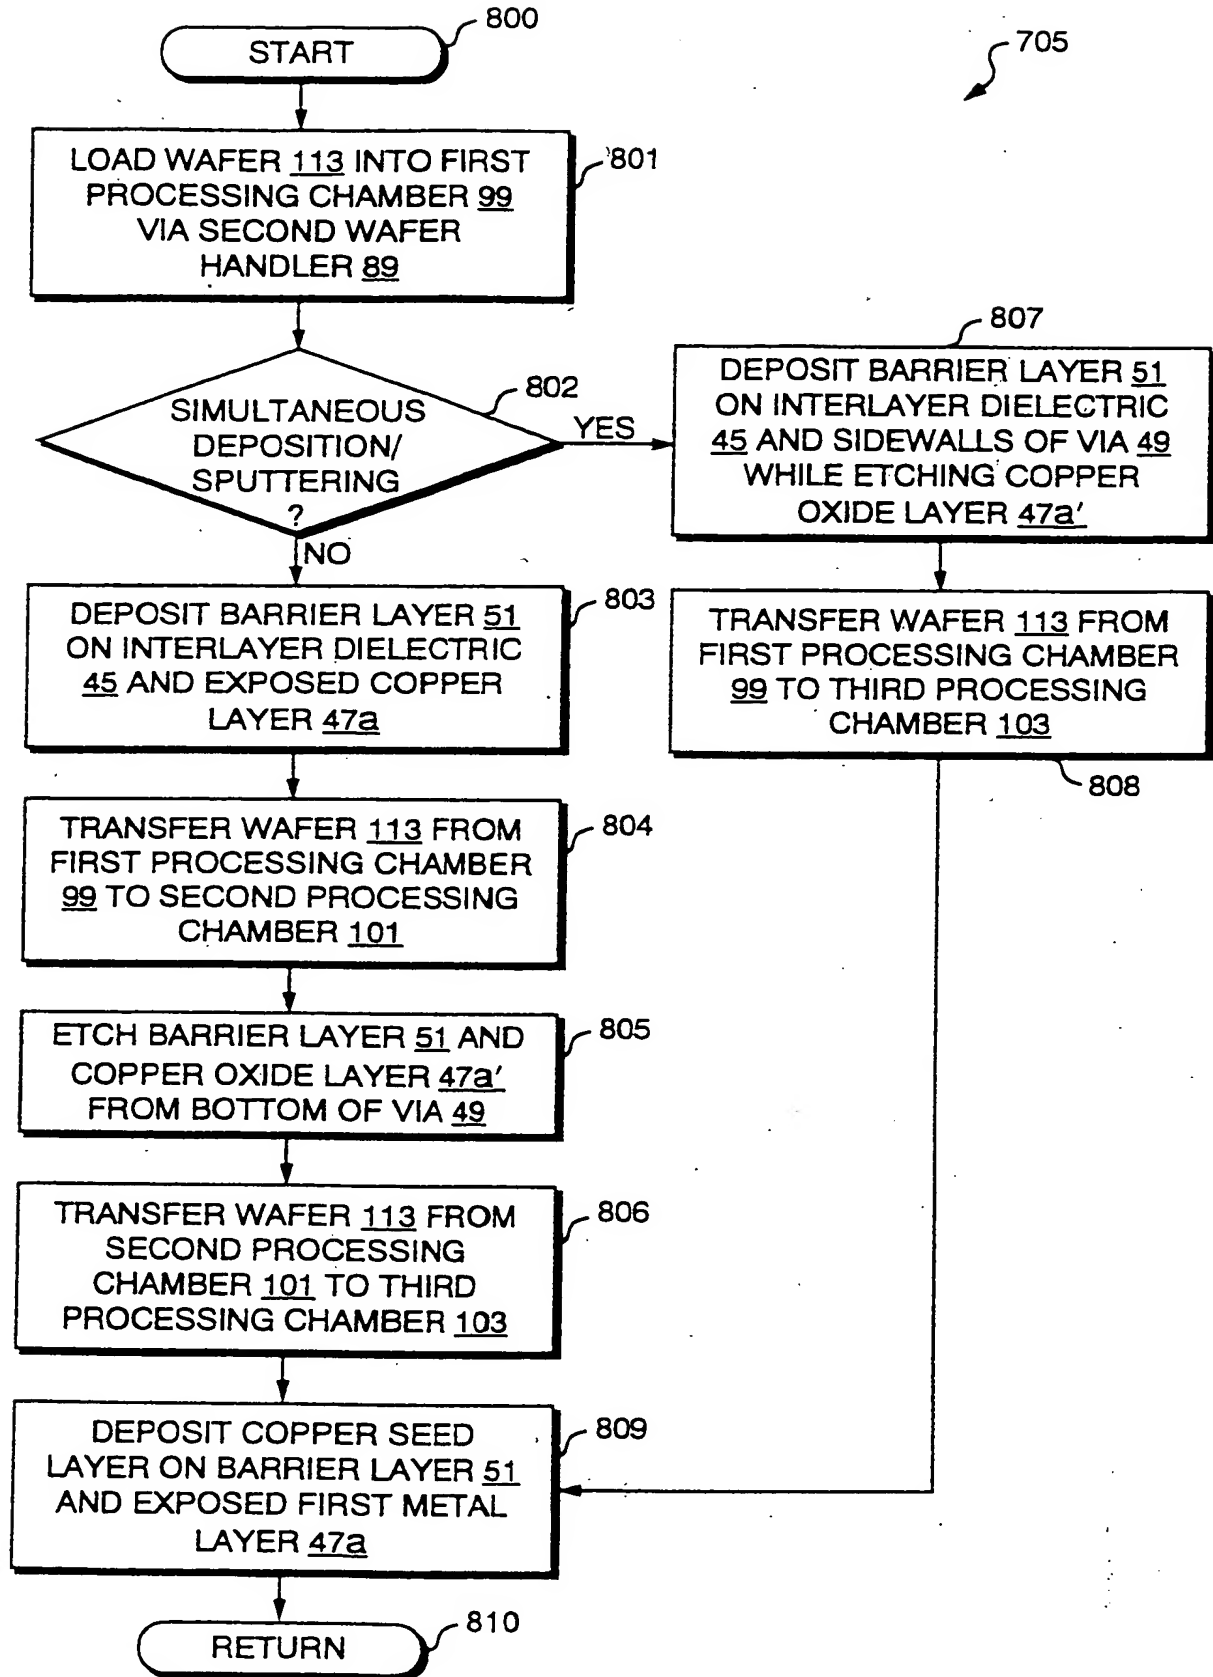 START
800
705
LOAD WAFER 113 INTO FIRST
PROCESSING CHAMBER 99
VIA SECOND WAFER
HANDLER 89
801
SIMULTANEOUS
DEPOSITION/
SPUTTERING
?
802
YES
NO
807
DEPOSIT BARRIER LAYER 51
ON INTERLAYER DIELECTRIC
45 AND SIDEWALLS OF VIA 49
WHILE ETCHING COPPER
OXIDE LAYER 47a'
DEPOSIT BARRIER LAYER 51
ON INTERLAYER DIELECTRIC
45 AND EXPOSED COPPER
LAYER 47a
803
TRANSFER WAFER 113 FROM
FIRST PROCESSING CHAMBER
99 TO THIRD PROCESSING
CHAMBER 103
808
TRANSFER WAFER 113 FROM
FIRST PROCESSING CHAMBER
99 TO SECOND PROCESSING
CHAMBER 101
804
ETCH BARRIER LAYER 51 AND
COPPER OXIDE LAYER 47a'
FROM BOTTOM OF VIA 49
805
TRANSFER WAFER 113 FROM
SECOND PROCESSING
CHAMBER 101 TO THIRD
PROCESSING CHAMBER 103
806
DEPOSIT COPPER SEED
LAYER ON BARRIER LAYER 51
AND EXPOSED FIRST METAL
LAYER 47a
809
RETURN
810